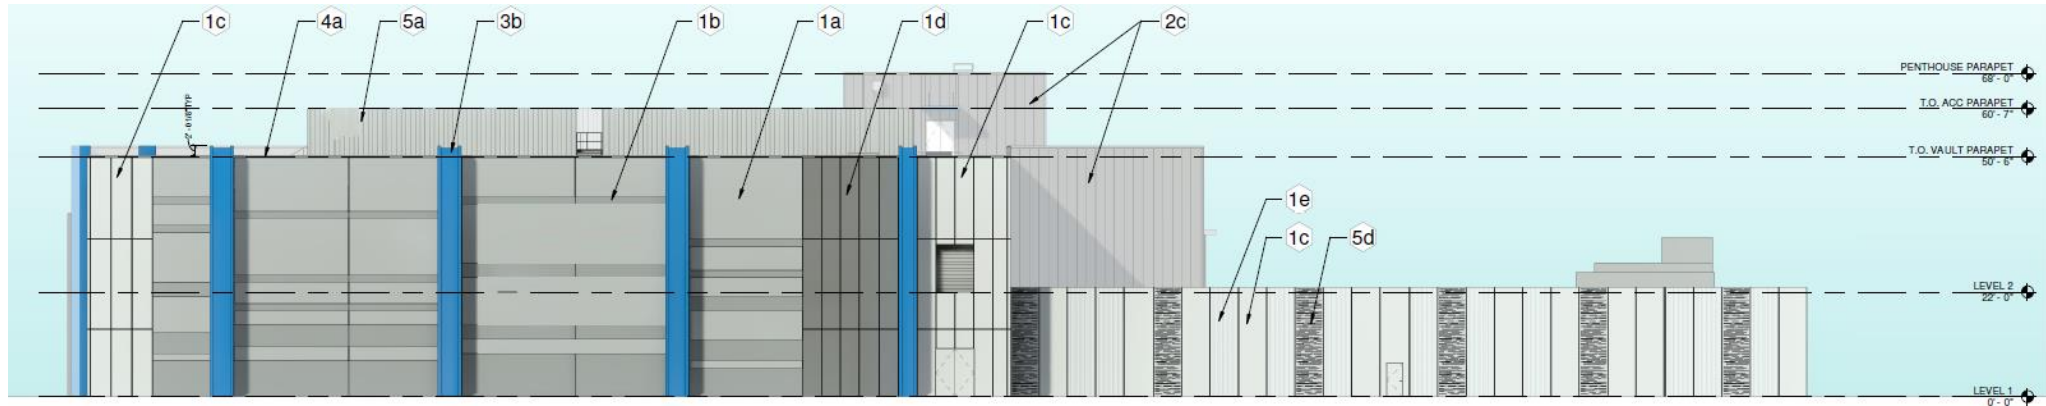 1c
4a
5a
3b
1b
1a
1d
1c
2c
PENTHOUSE PARAPET
68' - 0"
T.O. ACC PARAPET
60' - 7"
T.O. VAULT PARAPET
50' - 6"
1e
1c
5d
LEVEL 2
22' - 0"
LEVEL 1
0' - 0"